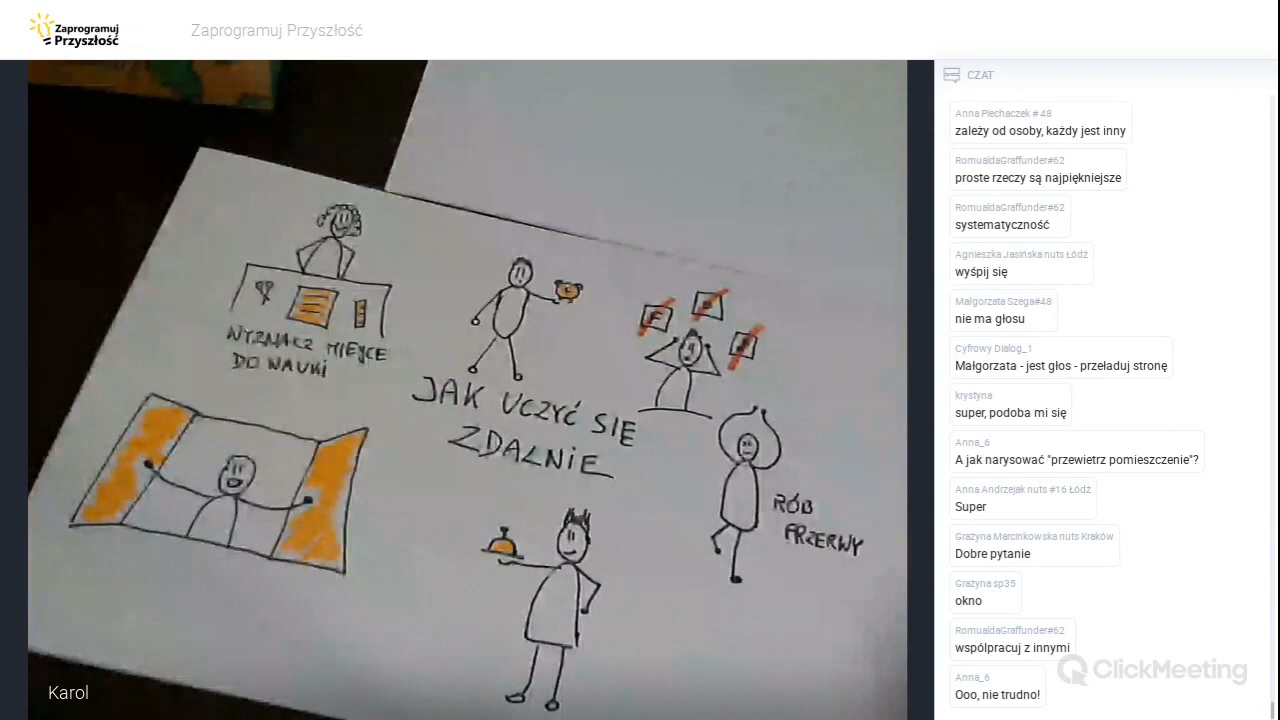 Zaprogramuj
Przyszłość
Zaprogramuj Przyszłość
WYZNACZ MIEJCE
DO NAUKI
JAK UCZYĆ SIĘ
ZDALNIE
F
RÓB
PRZERWY
Karol
CZAT
Anna Piechaczek # 48
zależy od osoby, każdy jest inny
RomualdaGraffunder#62
proste rzeczy są najpiękniejsze
RomualdaGraffunder#62
systematyczność
Agnieszka Jasińska nuts Łódź
wyśpij się
Małgorzata Szega#48
nie ma głosu
Cyfrowy Dialog_1
Małgorzata - jest głos - przeładuj stronę
krystyna
super, podoba mi się
Anna_6
A jak narysować "przewietrz pomieszczenie"?
Anna Andrzejak nuts #16 Łódź
Super
Grażyna Marcinkowska nuts Kraków
Dobre pytanie
Grażyna sp35
okno
RomualdaGraffunder#62
wspólpracuj z innymi
Anna_6
Ooo, nie trudno!
ClickMeeting